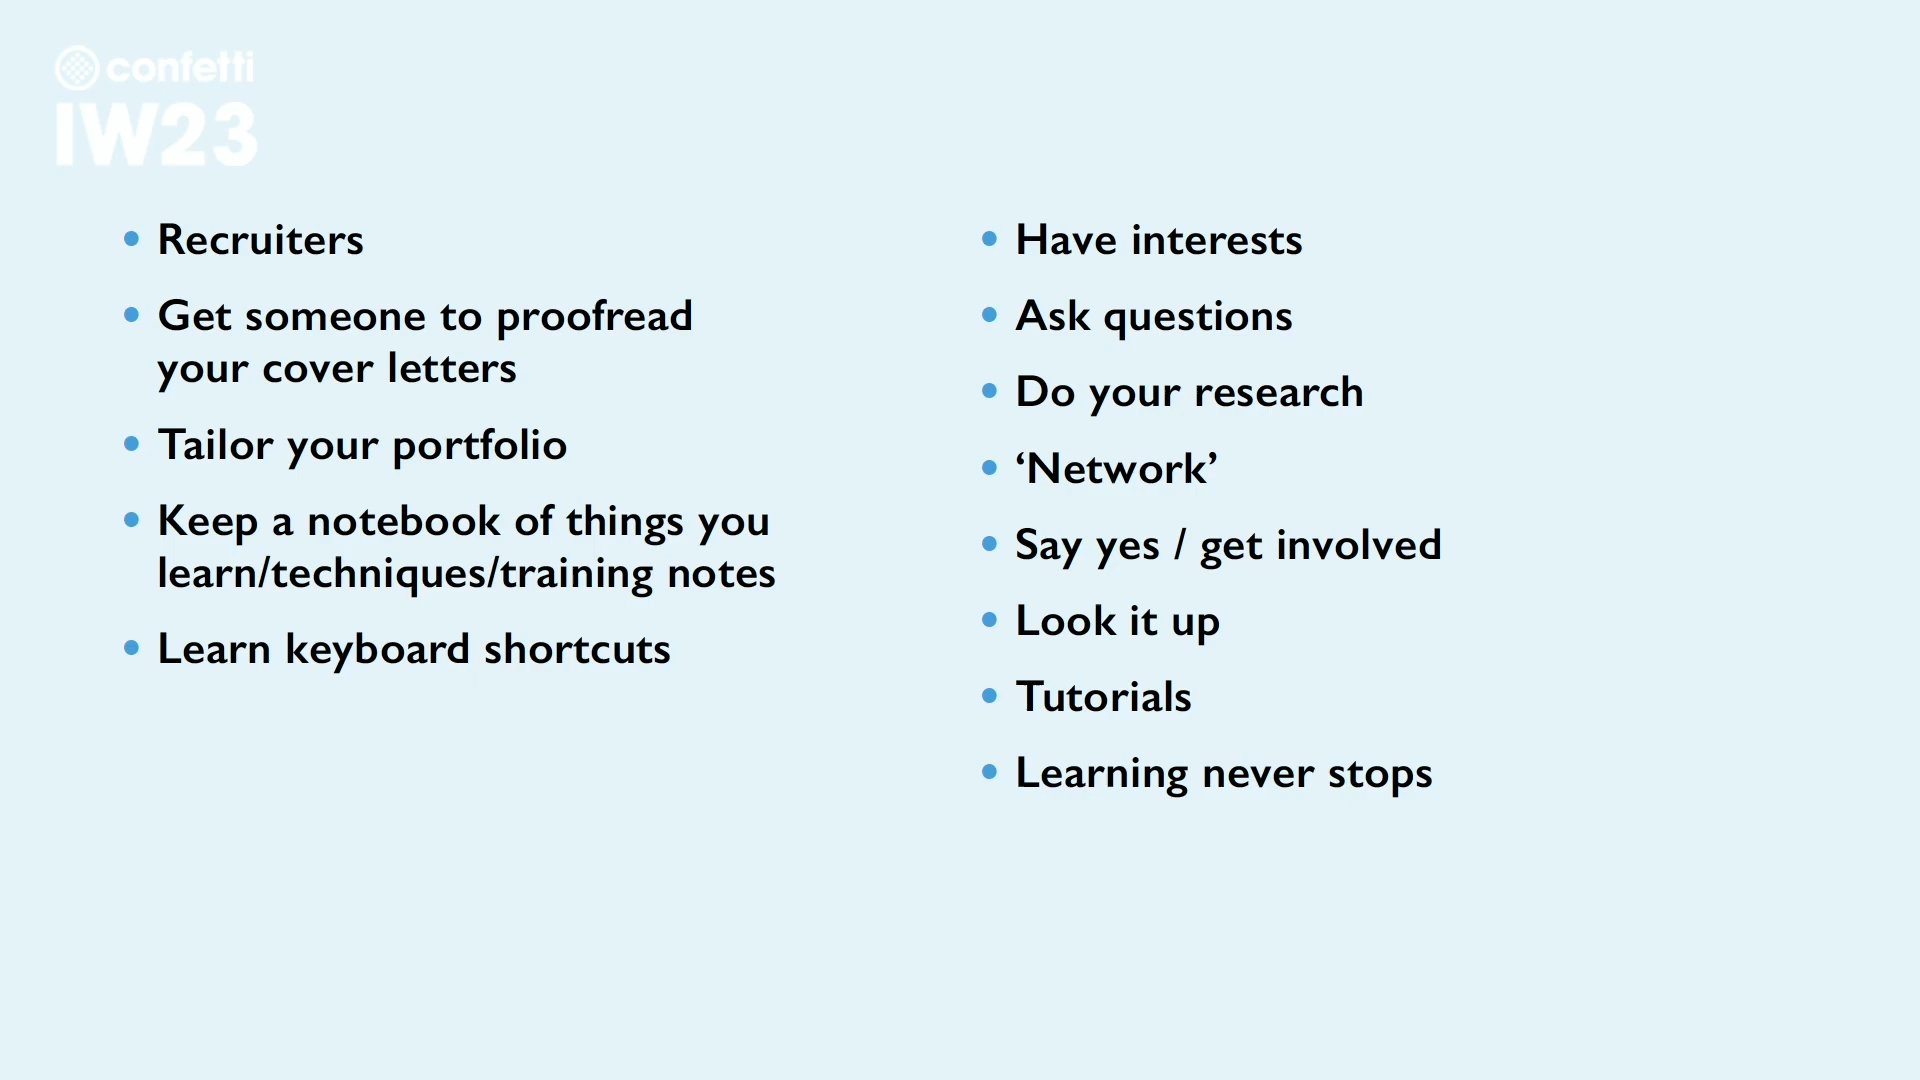 confetti
IW23
• Recruiters
• Get someone to proofread
your cover letters
• Tailor your portfolio
• Keep a notebook of things you
learn/techniques/training notes
• Learn keyboard shortcuts
• Have interests
• Ask questions
• Do your research
• ‘Network’
• Say yes / get involved
• Look it up
• Tutorials
• Learning never stops